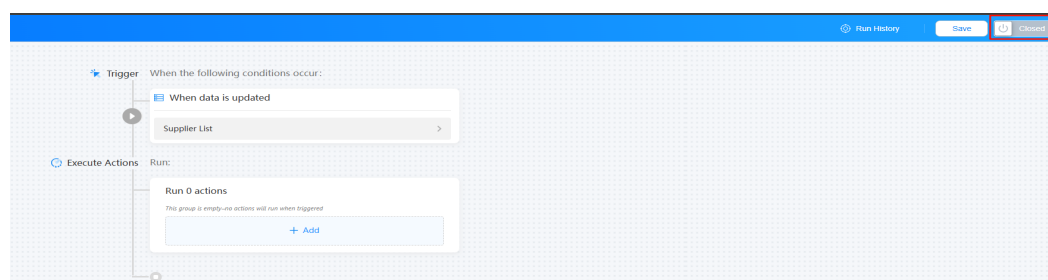 Run History
Save
Closed
Trigger When the following conditions occur:
When data is updated
Supplier List
Execute Actions Run:
Run 0 actions
This group is empty–no actions will run when triggered
+ Add